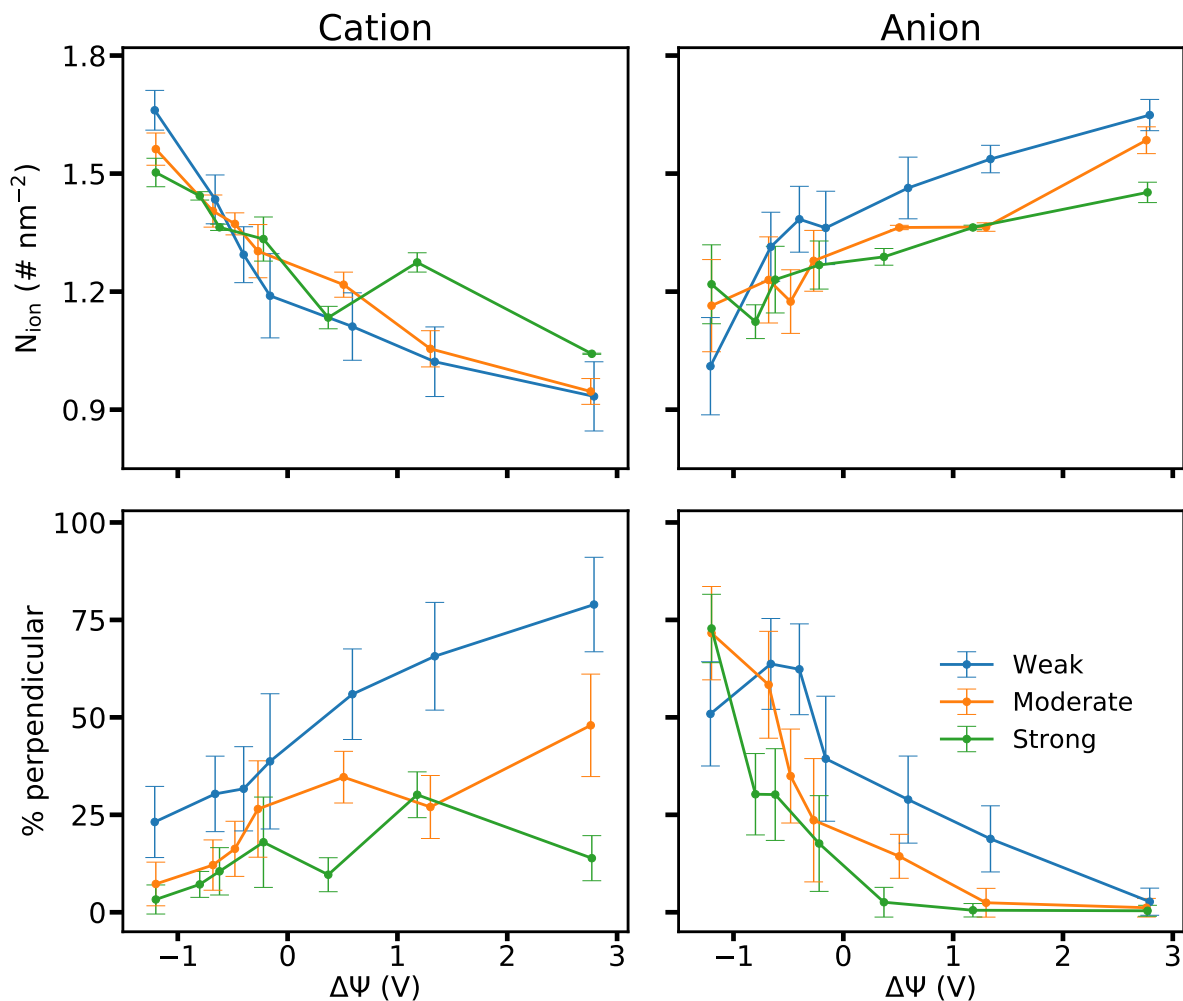 Cation Anion
1.8
1.5
1.2
0.9
N_ion (# nm⁻²)
100
75
50
25
0
% perpendicular
Weak
Moderate
Strong
−1 0 1 2 3 −1 0 1 2 3
ΔΨ (V) ΔΨ (V)